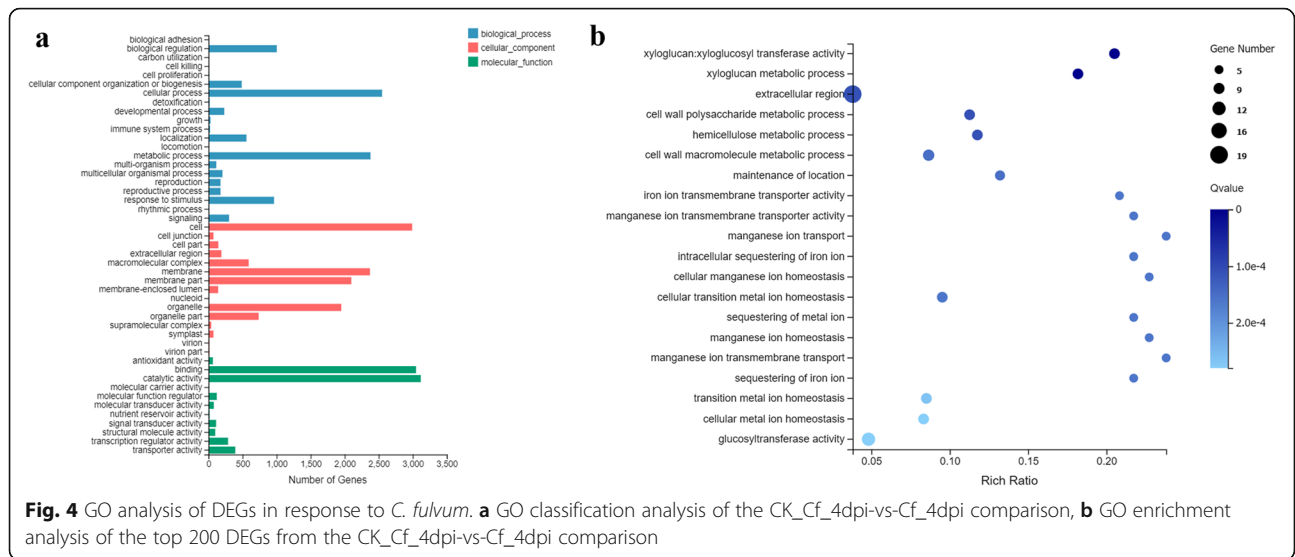 a
biological adhesion
biological regulation
carbon utilization
cell killing
cell proliferation
cellular component organization or biogenesis
cellular process
detoxification
developmental process
growth
immune system process
localization
locomotion
metabolic process
multi-organism process
multicellular organismal process
reproduction
reproductive process
response to stimulus
rhythmic process
signaling
cell
cell junction
cell part
extracellular region
macromolecular complex
membrane
membrane part
membrane-enclosed lumen
nucleoid
organelle
organelle part
supramolecular complex
symplast
virion
virion part
antioxidant activity
binding
catalytic activity
molecular carrier activity
molecular function regulator
molecular transducer activity
nutrient reservoir activity
signal transducer activity
structural molecule activity
transcription regulator activity
transporter activity
0 500 1,000 1,500 2,000 2,500 3,000 3,500
Number of Genes
biological_process
cellular_component
molecular_function
b
xyloglucan:xyloglucosyl transferase activity
xyloglucan metabolic process
extracellular region
cell wall polysaccharide metabolic process
hemicellulose metabolic process
cell wall macromolecule metabolic process
maintenance of location
iron ion transmembrane transporter activity
manganese ion transmembrane transporter activity
manganese ion transport
intracellular sequestering of iron ion
cellular manganese ion homeostasis
cellular transition metal ion homeostasis
sequestering of metal ion
manganese ion homeostasis
manganese ion transmembrane transport
sequestering of iron ion
transition metal ion homeostasis
cellular metal ion homeostasis
glucosyltransferase activity
0.05 0.10 0.15 0.20
Rich Ratio
Gene Number
5
9
12
16
19
Qvalue
0
1.0e-4
2.0e-4
Fig. 4 GO analysis of DEGs in response to C. fulvum. a GO classification analysis of the CK_Cf_4dpi-vs-Cf_4dpi comparison, b GO enrichment
analysis of the top 200 DEGs from the CK_Cf_4dpi-vs-Cf_4dpi comparison